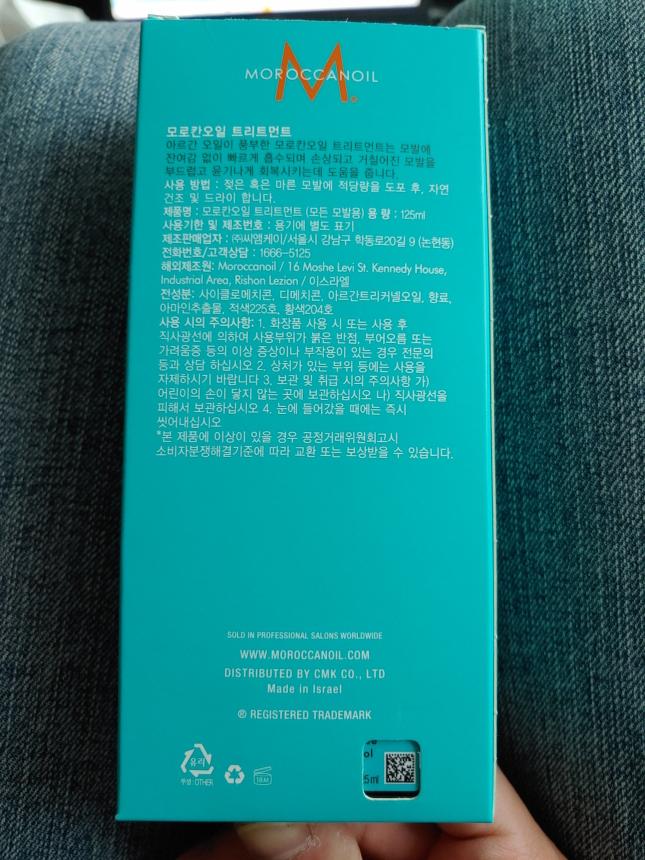 MOROCCANOIL
M
모로칸오일 트리트먼트
아르간 오일이 풍부한 모로칸오일 트리트먼트는 모발에
잔여감 없이 빠르게 흡수되며 손상되고 거칠어진 모발을
부드럽고 윤기나게 회복시키는데 도움을 줍니다.
사용 방법 : 젖은 혹은 마른 모발에 적당량을 도포 후, 자연
건조 및 드라이 합니다.
제품명 : 모로칸오일 트리트먼트 (모든 모발용) 용 량 : 125ml
사용기한 및 제조번호 : 용기에 별도 표기
제조판매업자 : ㈜씨엠케이/서울시 강남구 학동로20길 9 (논현동)
전화번호/고객상담 : 1666-5125
해외제조원: Moroccanoil / 16 Moshe Levi St. Kennedy House,
Industrial Area, Rishon Lezion / 이스라엘
전성분: 사이클로메치콘, 디메치콘, 아르간트리커넬오일, 향료,
아마인추출물, 적색225호, 황색204호
사용 시의 주의사항: 1. 화장품 사용 시 또는 사용 후
직사광선에 의하여 사용부위가 붉은 반점, 부어오름 또는
가려움증 등의 이상 증상이나 부작용이 있는 경우 전문의
등과 상담 하십시오 2. 상처가 있는 부위 등에는 사용을
자제하시기 바랍니다 3. 보관 및 취급 시의 주의사항 가)
어린이의 손이 닿지 않는 곳에 보관하십시오 나) 직사광선을
피해서 보관하십시오 4. 눈에 들어갔을 때에는 즉시
씻어내십시오
*본 제품에 이상이 있을 경우 공정거래위원회고시
소비자분쟁해결기준에 따라 교환 또는 보상받을 수 있습니다.
SOLD IN PROFESSIONAL SALONS WORLDWIDE
WWW.MOROCCANOIL.COM
DISTRIBUTED BY CMK CO., LTD
Made in Israel
® REGISTERED TRADEMARK
유리
뚜껑:OTHER
18M
ol
5ml